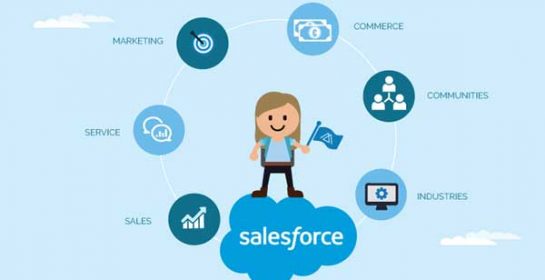 COMMERCE
MARKETING
COMMUNITIES
SERVICE
INDUSTRIES
SALES
salesforce